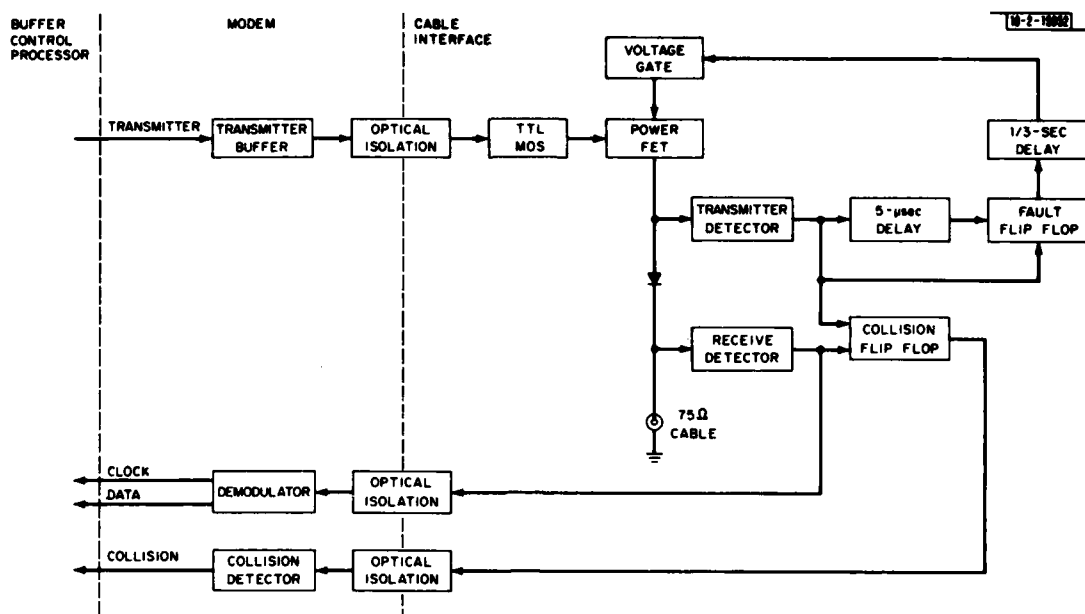 BUFFER
CONTROL
PROCESSOR
MODEM
CABLE
INTERFACE
VOLTAGE
GATE
TRANSMITTER
TRANSMITTER
BUFFER
OPTICAL
ISOLATION
TTL
MOS
POWER
FET
1/3-SEC
DELAY
TRANSMITTER
DETECTOR
5-μsec
DELAY
FAULT
FLIP FLOP
RECEIVE
DETECTOR
COLLISION
FLIP FLOP
75Ω
CABLE
CLOCK
DATA
DEMODULATOR
OPTICAL
ISOLATION
COLLISION
COLLISION
DETECTOR
OPTICAL
ISOLATION